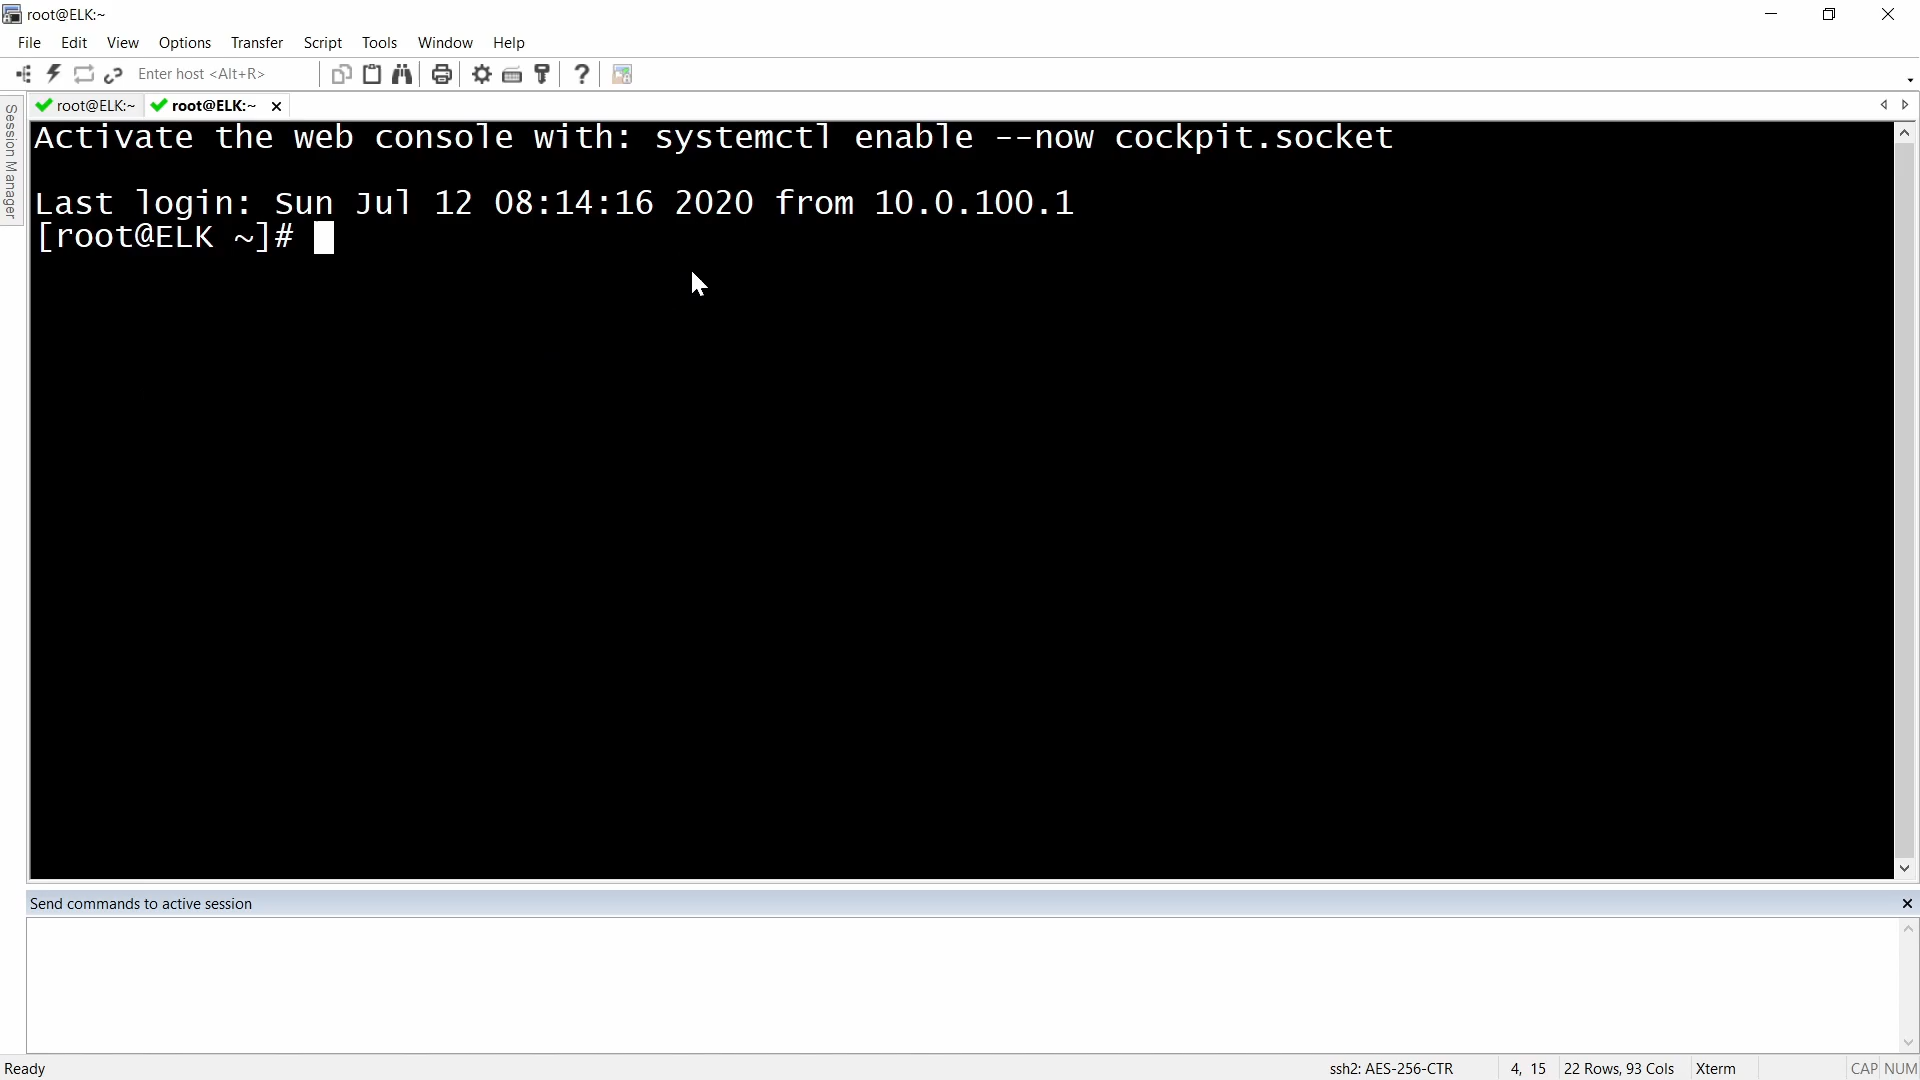 root@ELK:~
File Edit View Options Transfer Script Tools Window Help
Enter host <Alt+R>
root@ELK:~ root@ELK:~
Session Manager
Activate the web console with: systemctl enable --now cockpit.socket
Last login: Sun Jul 12 08:14:16 2020 from 10.0.100.1
[root@ELK ~]#
Send commands to active session
Ready ssh2: AES-256-CTR 4, 15 22 Rows, 93 Cols Xterm CAP NUM